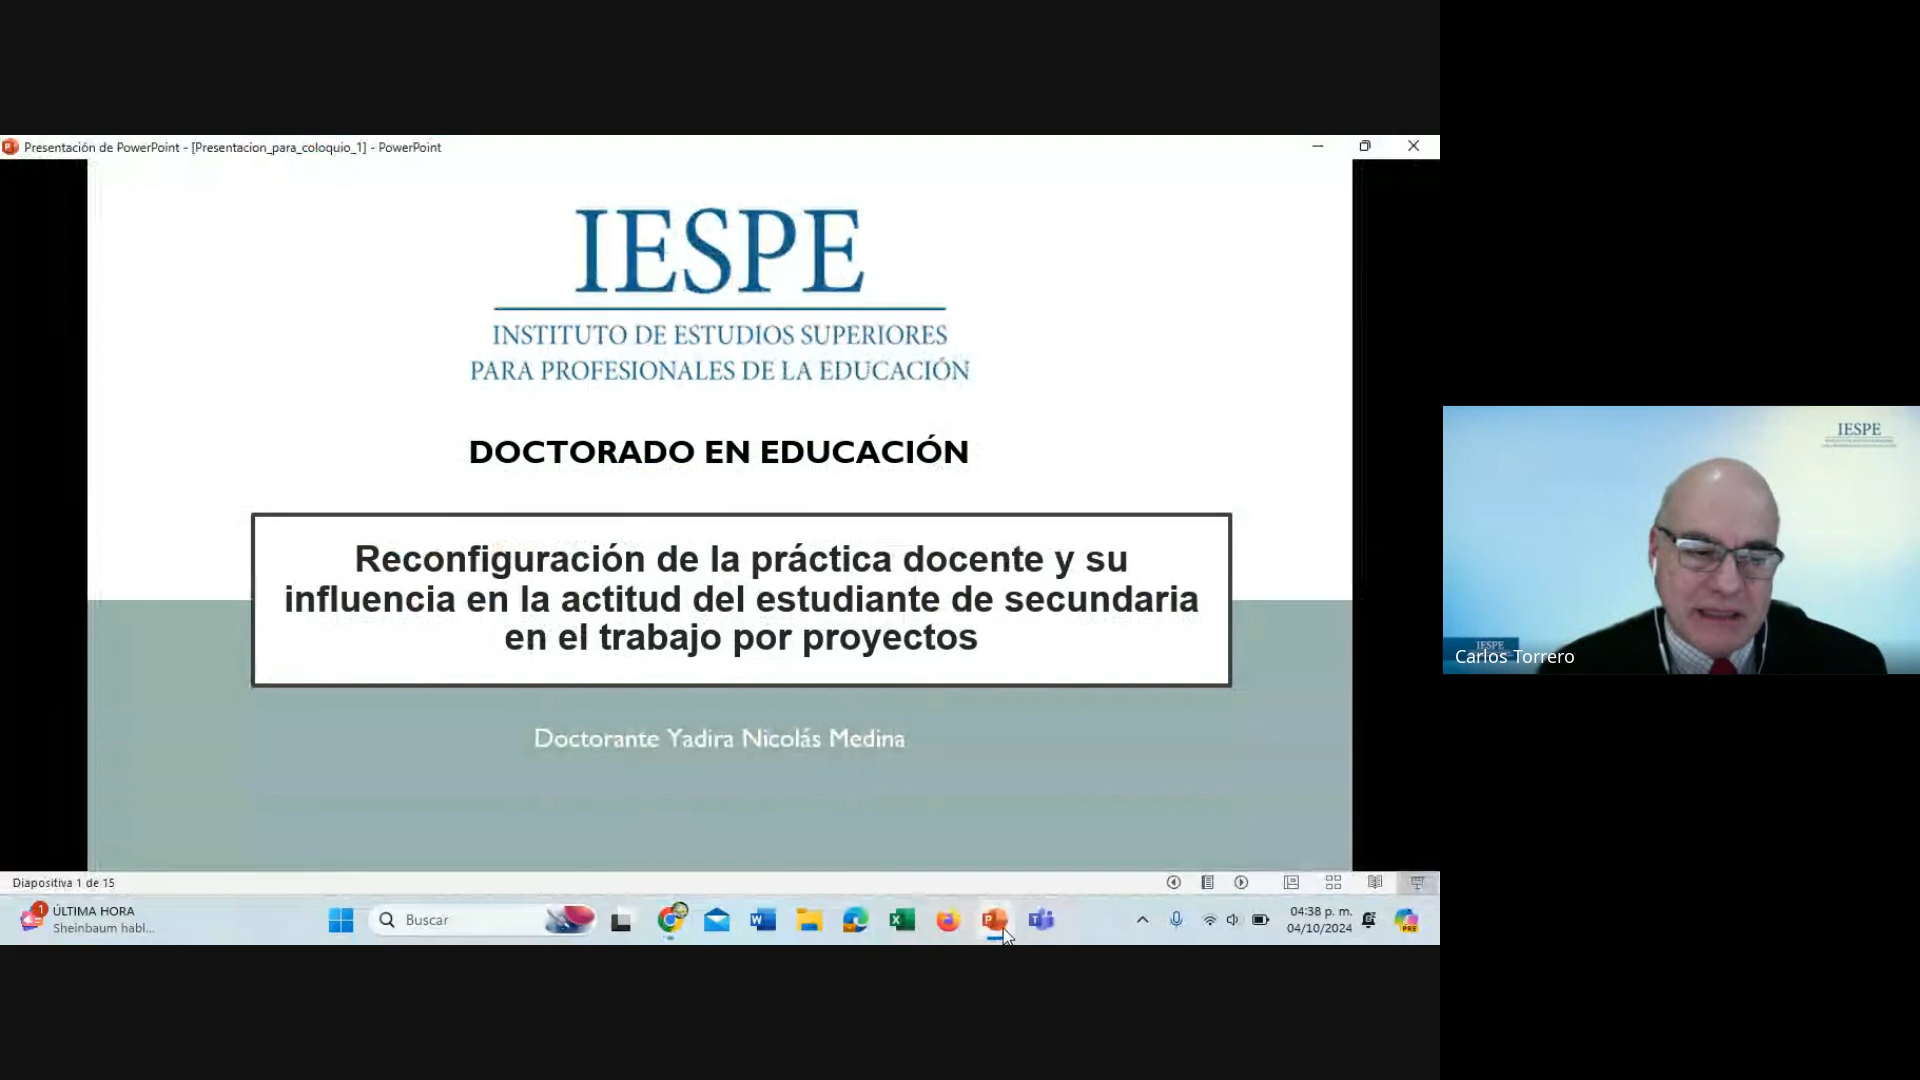 Presentación de PowerPoint - [Presentacion_para_coloquio_1] - PowerPoint
IESPE
INSTITUTO DE ESTUDIOS SUPERIORES
PARA PROFESIONALES DE LA EDUCACIÓN
DOCTORADO EN EDUCACIÓN
Reconfiguración de la práctica docente y su
influencia en la actitud del estudiante de secundaria
en el trabajo por proyectos
Doctorante Yadira Nicolás Medina
IESPE
IESPE
Carlos Torrero
Diapositiva 1 de 15
1
ÚLTIMA HORA
Sheinbaum habl...
Buscar
04:38 p. m.
04/10/2024
PRE